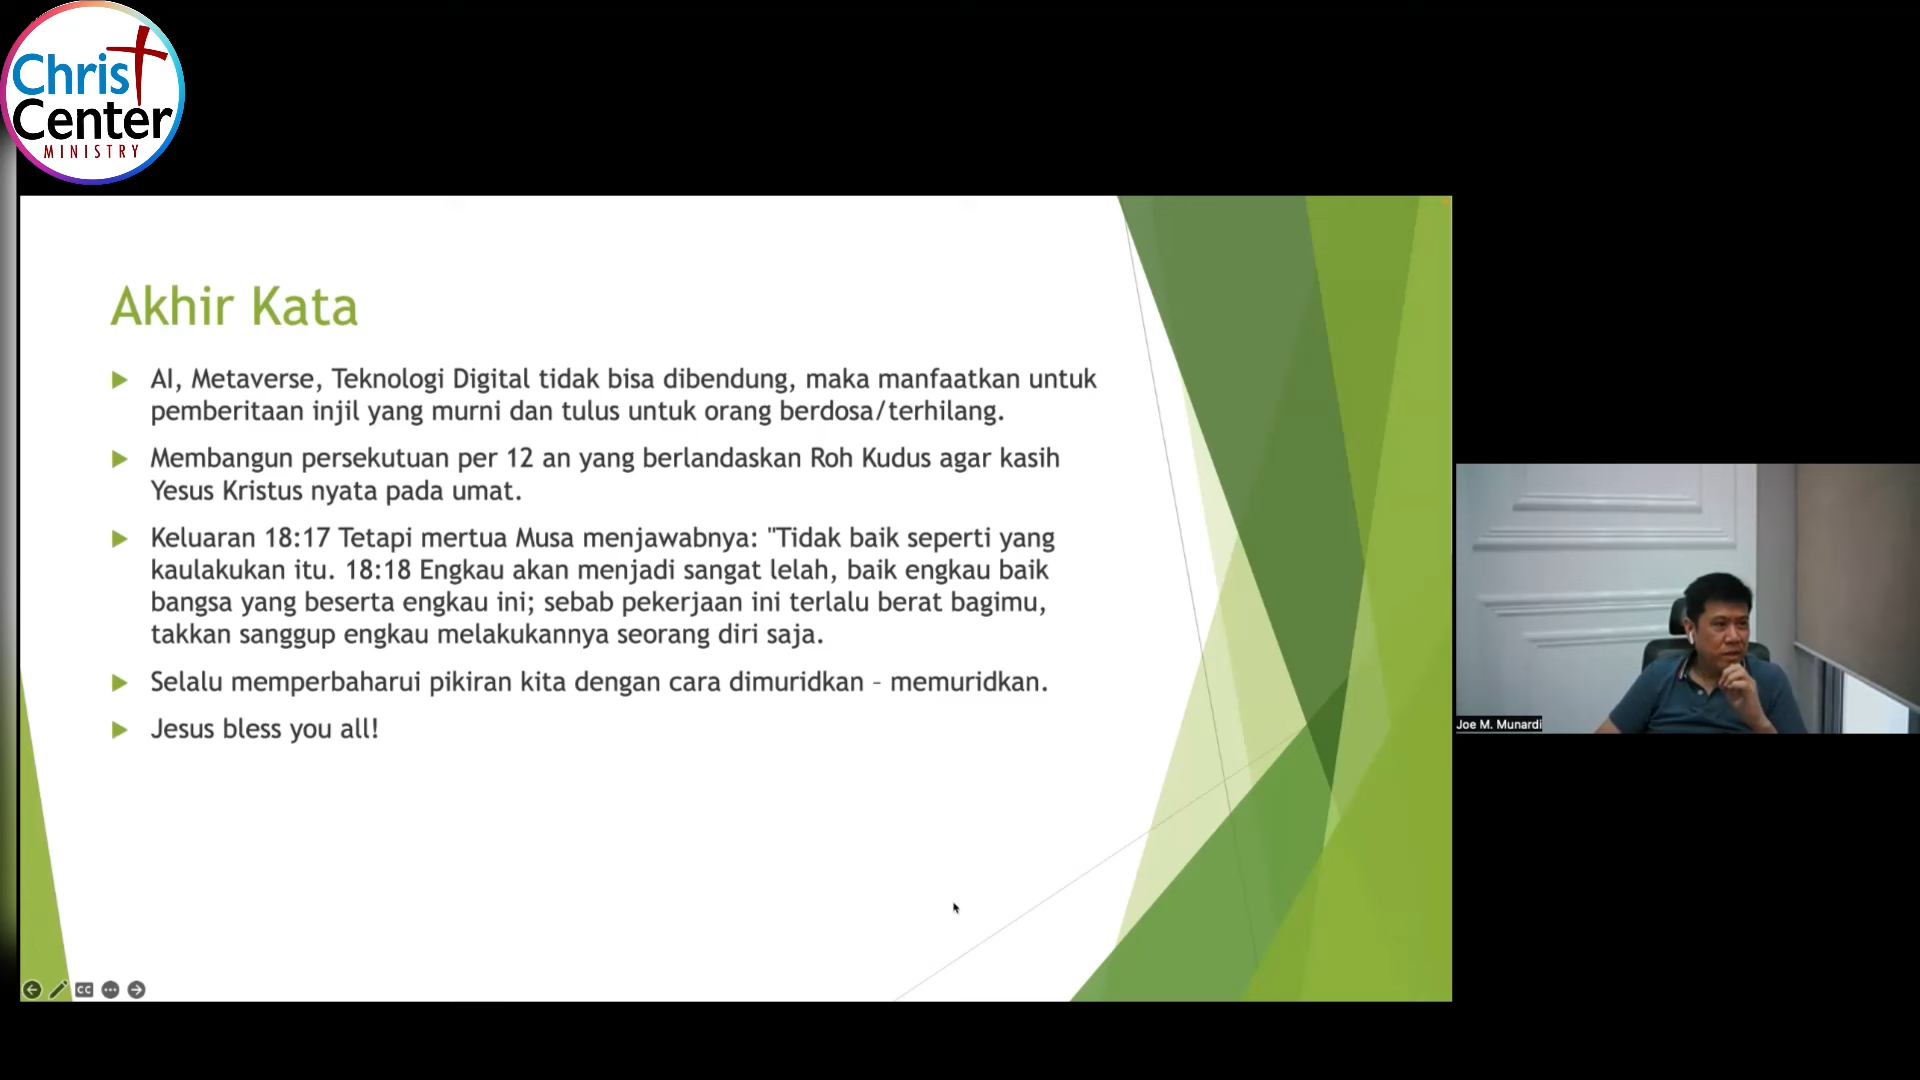 Christ
Center
MINISTRY
Akhir Kata
AI, Metaverse, Teknologi Digital tidak bisa dibendung, maka manfaatkan untuk
pemberitaan injil yang murni dan tulus untuk orang berdosa/terhilang.
Membangun persekutuan per 12 an yang berlandaskan Roh Kudus agar kasih
Yesus Kristus nyata pada umat.
Keluaran 18:17 Tetapi mertua Musa menjawabnya: "Tidak baik seperti yang
kaulakukan itu. 18:18 Engkau akan menjadi sangat lelah, baik engkau baik
bangsa yang beserta engkau ini; sebab pekerjaan ini terlalu berat bagimu,
takkan sanggup engkau melakukannya seorang diri saja.
Selalu memperbaharui pikiran kita dengan cara dimuridkan – memuridkan.
Jesus bless you all!
CC
Joe M. Munardi